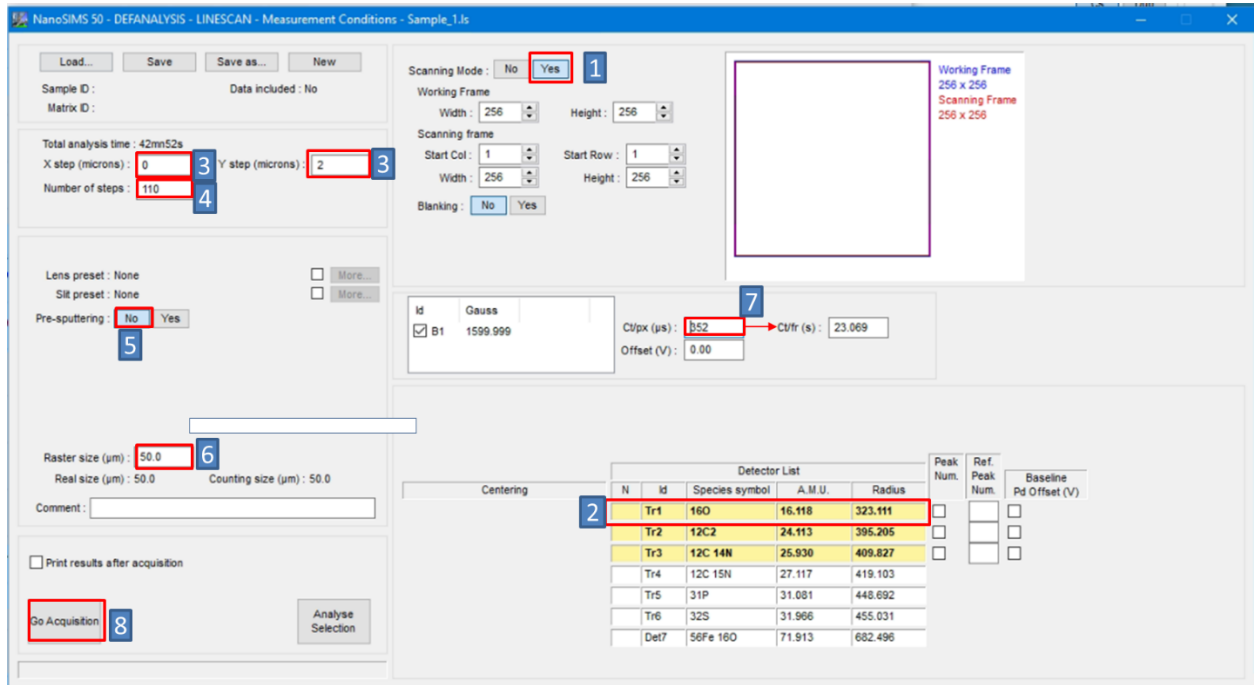 NanoSIMS 50 - DEFANALYSIS - LINESCAN - Measurement Conditions - Sample_1.ls
Load... Save Save as... New
Sample ID : Data included : No
Matrix ID :
Total analysis time : 42mn52s
X step (microns) : 0 3 Y step (microns) : 2 3
Number of steps : 110 4
Lens preset : None More...
Slit preset : None More...
Pre-sputtering : No Yes
5
Raster size (µm) : 50.0 6
Real size (µm) : 50.0 Counting size (µm) : 50.0
Comment :
Print results after acquisition
Go Acquisition 8 Analyse Selection
Scanning Mode : No Yes 1
Working Frame
Width : 256 Height : 256
Scanning frame
Start Col : 1 Start Row : 1
Width : 256 Height : 256
Blanking : No Yes
Working Frame
256 x 256
Scanning Frame
256 x 256
Id Gauss
B1 1599.999
7
Ct/px (µs) : 352 Ct/fr (s) : 23.069
Offset (V) : 0.00
Centering
Detector List
N Id Species symbol A.M.U. Radius
Peak Num. Ref. Peak Num. Baseline Pd Offset (V)
2 Tr1 16O 16.118 323.111
Tr2 12C2 24.113 395.205
Tr3 12C 14N 25.930 409.827
Tr4 12C 15N 27.117 419.103
Tr5 31P 31.081 448.692
Tr6 32S 31.966 455.031
Det7 56Fe 16O 71.913 682.496